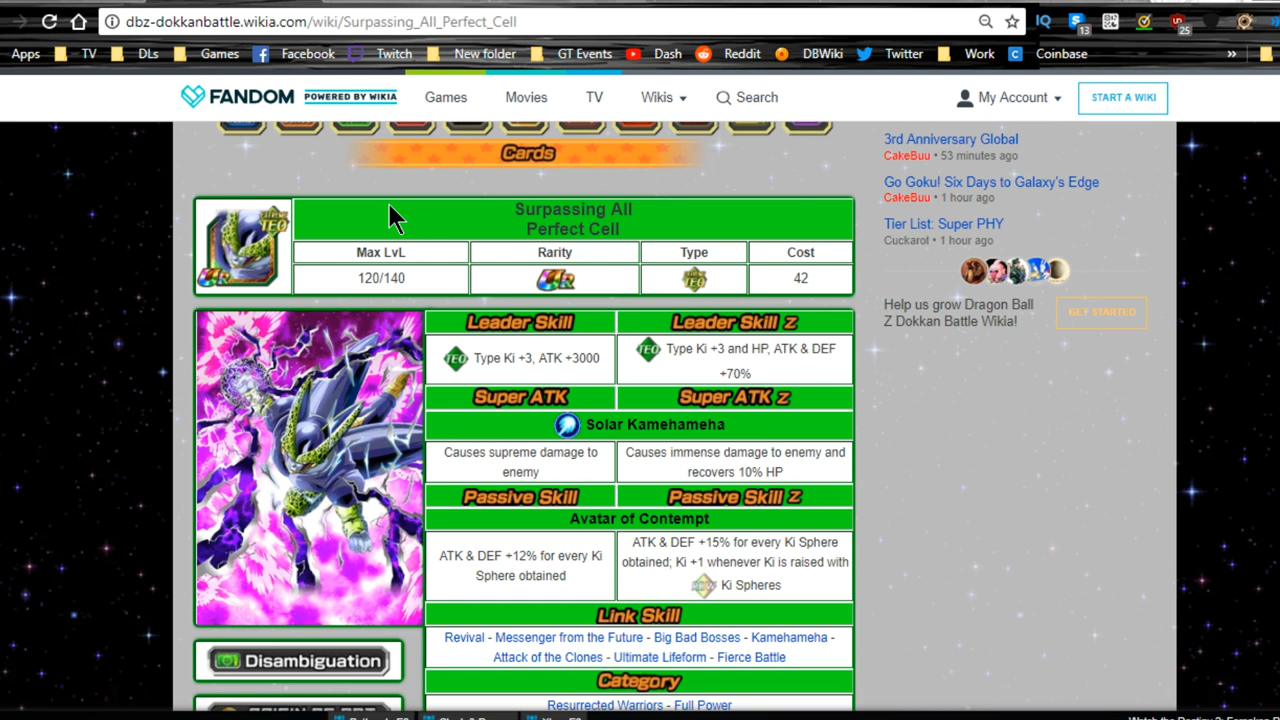 dbz-dokkanbattle.wikia.com/wiki/Surpassing_All_Perfect_Cell
IQ
13
25
Apps TV DLs Games Facebook Twitch New folder GT Events Dash Reddit DBWiki Twitter Work Coinbase »
FANDOM POWERED BY WIKIA Games Movies TV Wikis Search My Account START A WIKI
Cards
3rd Anniversary Global
CakeBuu • 53 minutes ago
Go Goku! Six Days to Galaxy's Edge
CakeBuu • 1 hour ago
Tier List: Super PHY
Cuckarol • 1 hour ago
Help us grow Dragon Ball
Z Dokkan Battle Wikia!
GET STARTED
Surpassing All
Perfect Cell
Max LvL Rarity Type Cost
120/140 UR 42
Leader Skill Leader Skill Z
TEQ Type Ki +3, ATK +3000
TEQ Type Ki +3 and HP, ATK & DEF
+70%
Super ATK Super ATK Z
Solar Kamehameha
Causes supreme damage to
enemy
Causes immense damage to enemy and
recovers 10% HP
Passive Skill Passive Skill Z
Avatar of Contempt
ATK & DEF +12% for every Ki
Sphere obtained
ATK & DEF +15% for every Ki Sphere
obtained; Ki +1 whenever Ki is raised with
Ki Spheres
Link Skill
Revival - Messenger from the Future - Big Bad Bosses - Kamehameha -
Attack of the Clones - Ultimate Lifeform - Fierce Battle
Category
Resurrected Warriors - Full Power
Disambiguation